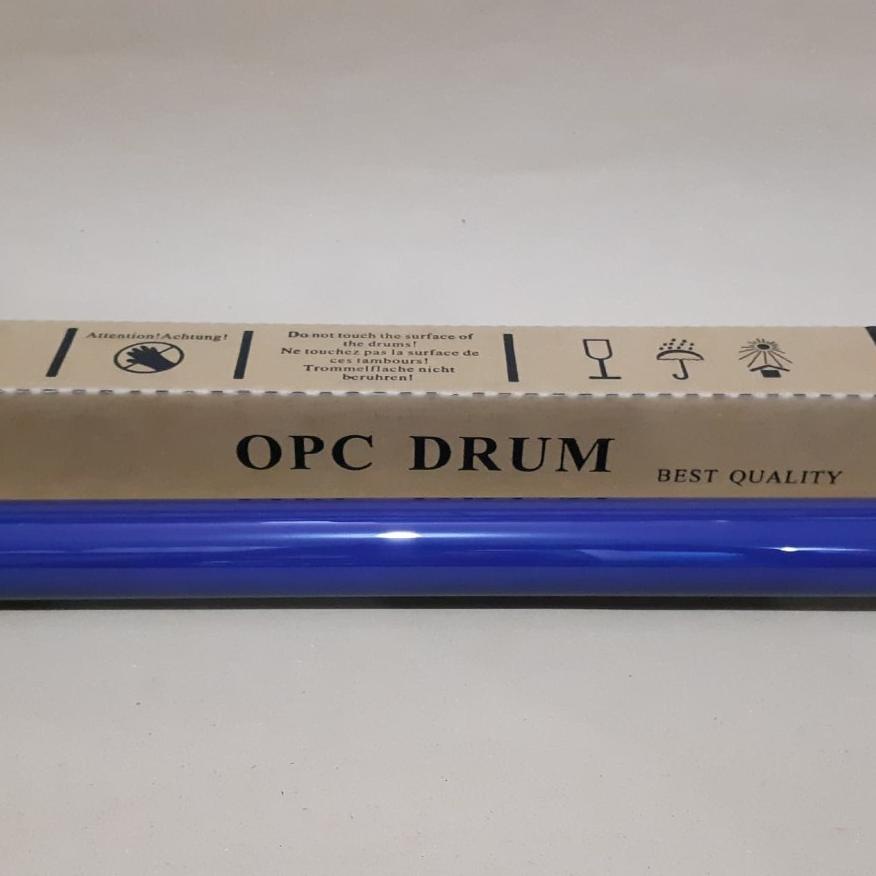 Attention!Achtung!
Do not touch the surface of
the drums!
Ne touchez pas la surface de
ces tambours!
Trommelflache nicht
beruhren!
OPC DRUM
BEST QUALITY